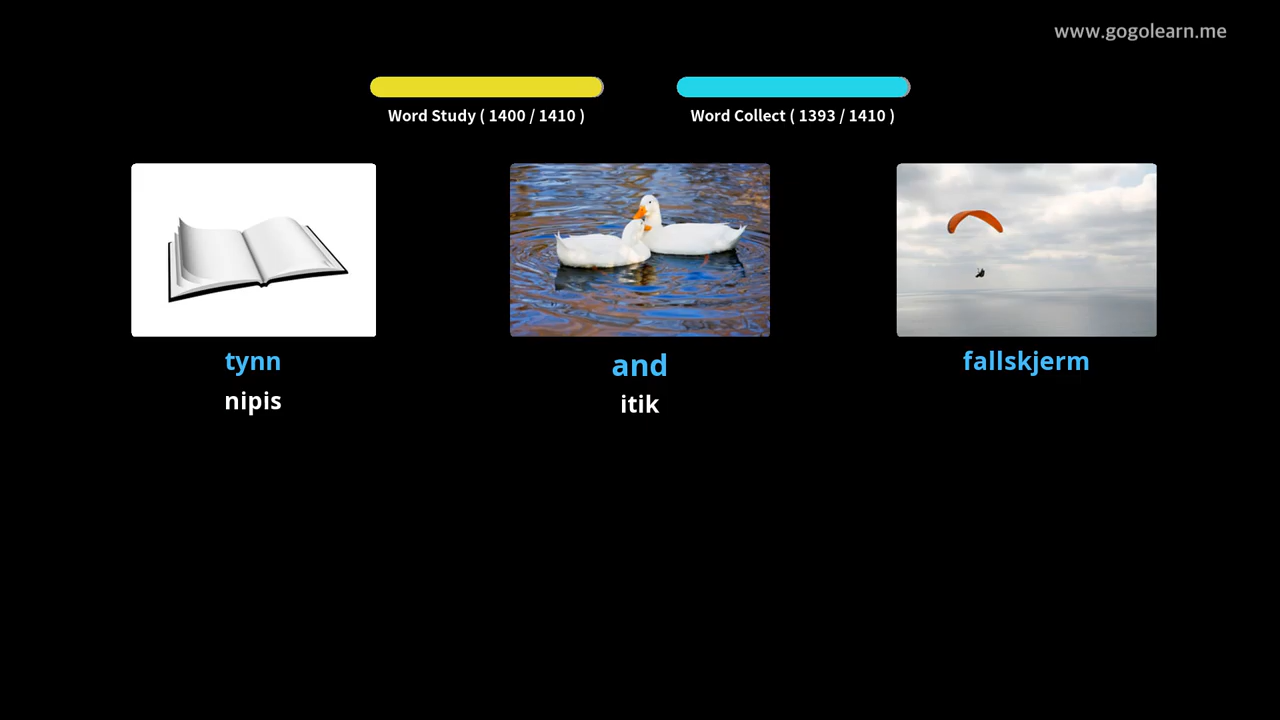 www.gogolearn.me
Word Study ( 1400 / 1410 )
Word Collect ( 1393 / 1410 )
tynn
nipis
and
itik
fallskjerm